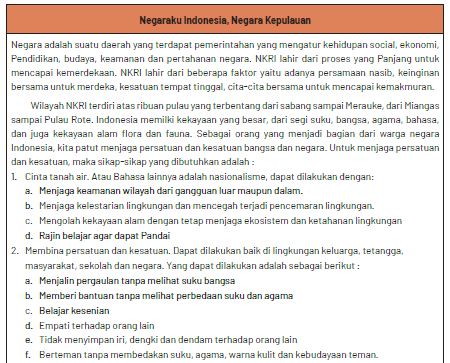 Negaraku Indonesia, Negara Kepulauan
Negara adalah suatu daerah yang terdapat pemerintahan yang mengatur kehidupan social, ekonomi,
Pendidikan, budaya, keamanan dan pertahanan negara. NKRI lahir dari proses yang Panjang untuk
mencapai kemerdekaan. NKRI lahir dari beberapa faktor yaitu adanya persamaan nasib, keinginan
bersama untuk merdeka, kesatuan tempat tinggal, cita-cita bersama untuk mencapai kemakmuran.
Wilayah NKRI terdiri atas ribuan pulau yang terbentang dari sabang sampai Merauke, dari Miangas
sampai Pulau Rote. Indonesia memilki kekayaan yang besar, dari segi suku, bangsa, agama, bahasa,
dan juga kekayaan alam flora dan fauna. Sebagai orang yang menjadi bagian dari warga negara
Indonesia, kita patut menjaga persatuan dan kesatuan bangsa dan negara. Untuk menjaga persatuan
dan kesatuan, maka sikap-sikap yang dibutuhkan adalah :
1. Cinta tanah air. Atau Bahasa lainnya adalah nasionalisme, dapat dilakukan dengan:
a. Menjaga keamanan wilayah dari gangguan luar maupun dalam.
b. Menjaga kelestarian lingkungan dan mencegah terjadi pencemaran lingkungan.
c. Mengolah kekayaan alam dengan tetap menjaga ekosistem dan ketahanan lingkungan
d. Rajin belajar agar dapat Pandai
2. Membina persatuan dan kesatuan. Dapat dilakukan baik di lingkungan keluarga, tetangga,
masyarakat, sekolah dan negara. Yang dapat dilakukan adalah sebagai berikut :
a. Menjalin pergaulan tanpa melihat suku bangsa
b. Memberi bantuan tanpa melihat perbedaan suku dan agama
c. Belajar kesenian
d. Empati terhadap orang lain
e. Tidak menyimpan iri, dengki dan dendam terhadap orang lain
f. Berteman tanpa membedakan suku, agama, warna kulit dan kebudayaan teman.